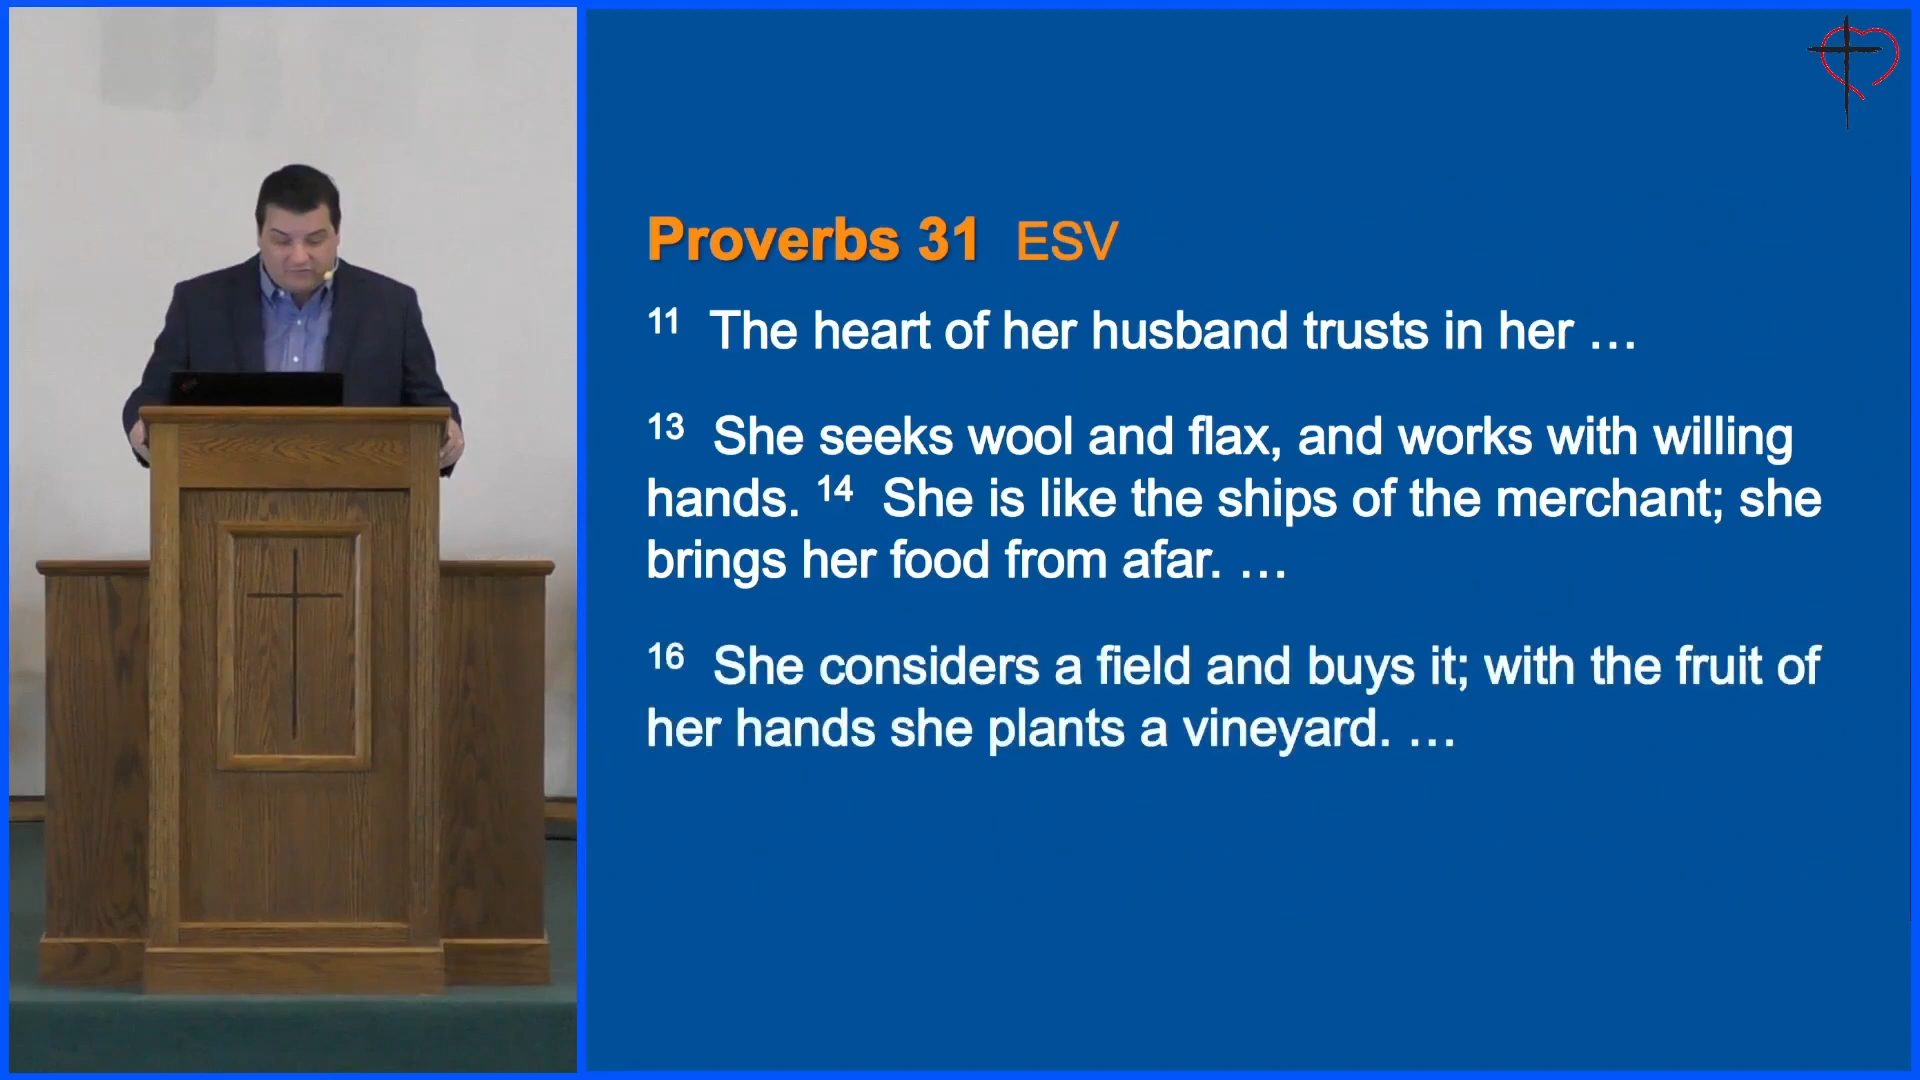 Proverbs 31 ESV
11 The heart of her husband trusts in her …
13 She seeks wool and flax, and works with willing
hands. 14 She is like the ships of the merchant; she
brings her food from afar. …
16 She considers a field and buys it; with the fruit of
her hands she plants a vineyard. …